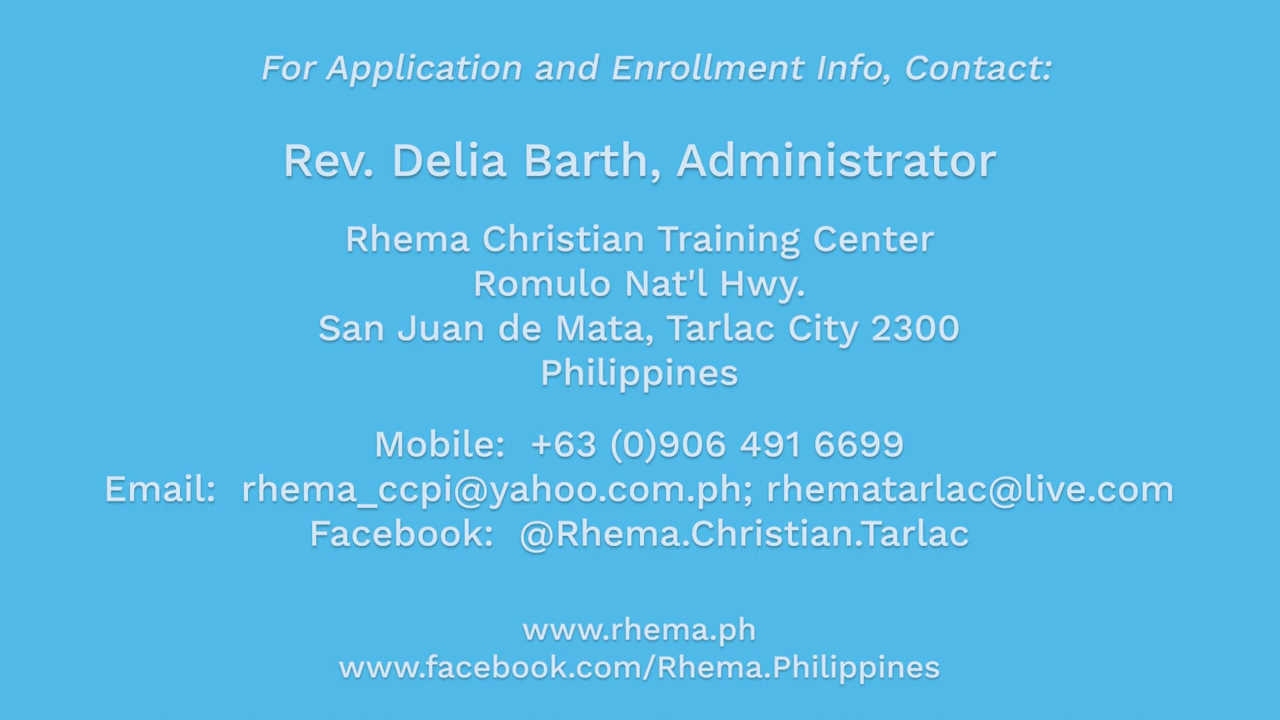 For Application and Enrollment Info, Contact:
Rev. Delia Barth, Administrator
Rhema Christian Training Center
Romulo Nat'l Hwy.
San Juan de Mata, Tarlac City 2300
Philippines
Mobile: +63 (0)906 491 6699
Email: rhema_ccpi@yahoo.com.ph; rhematarlac@live.com
Facebook: @Rhema.Christian.Tarlac
www.rhema.ph
www.facebook.com/Rhema.Philippines